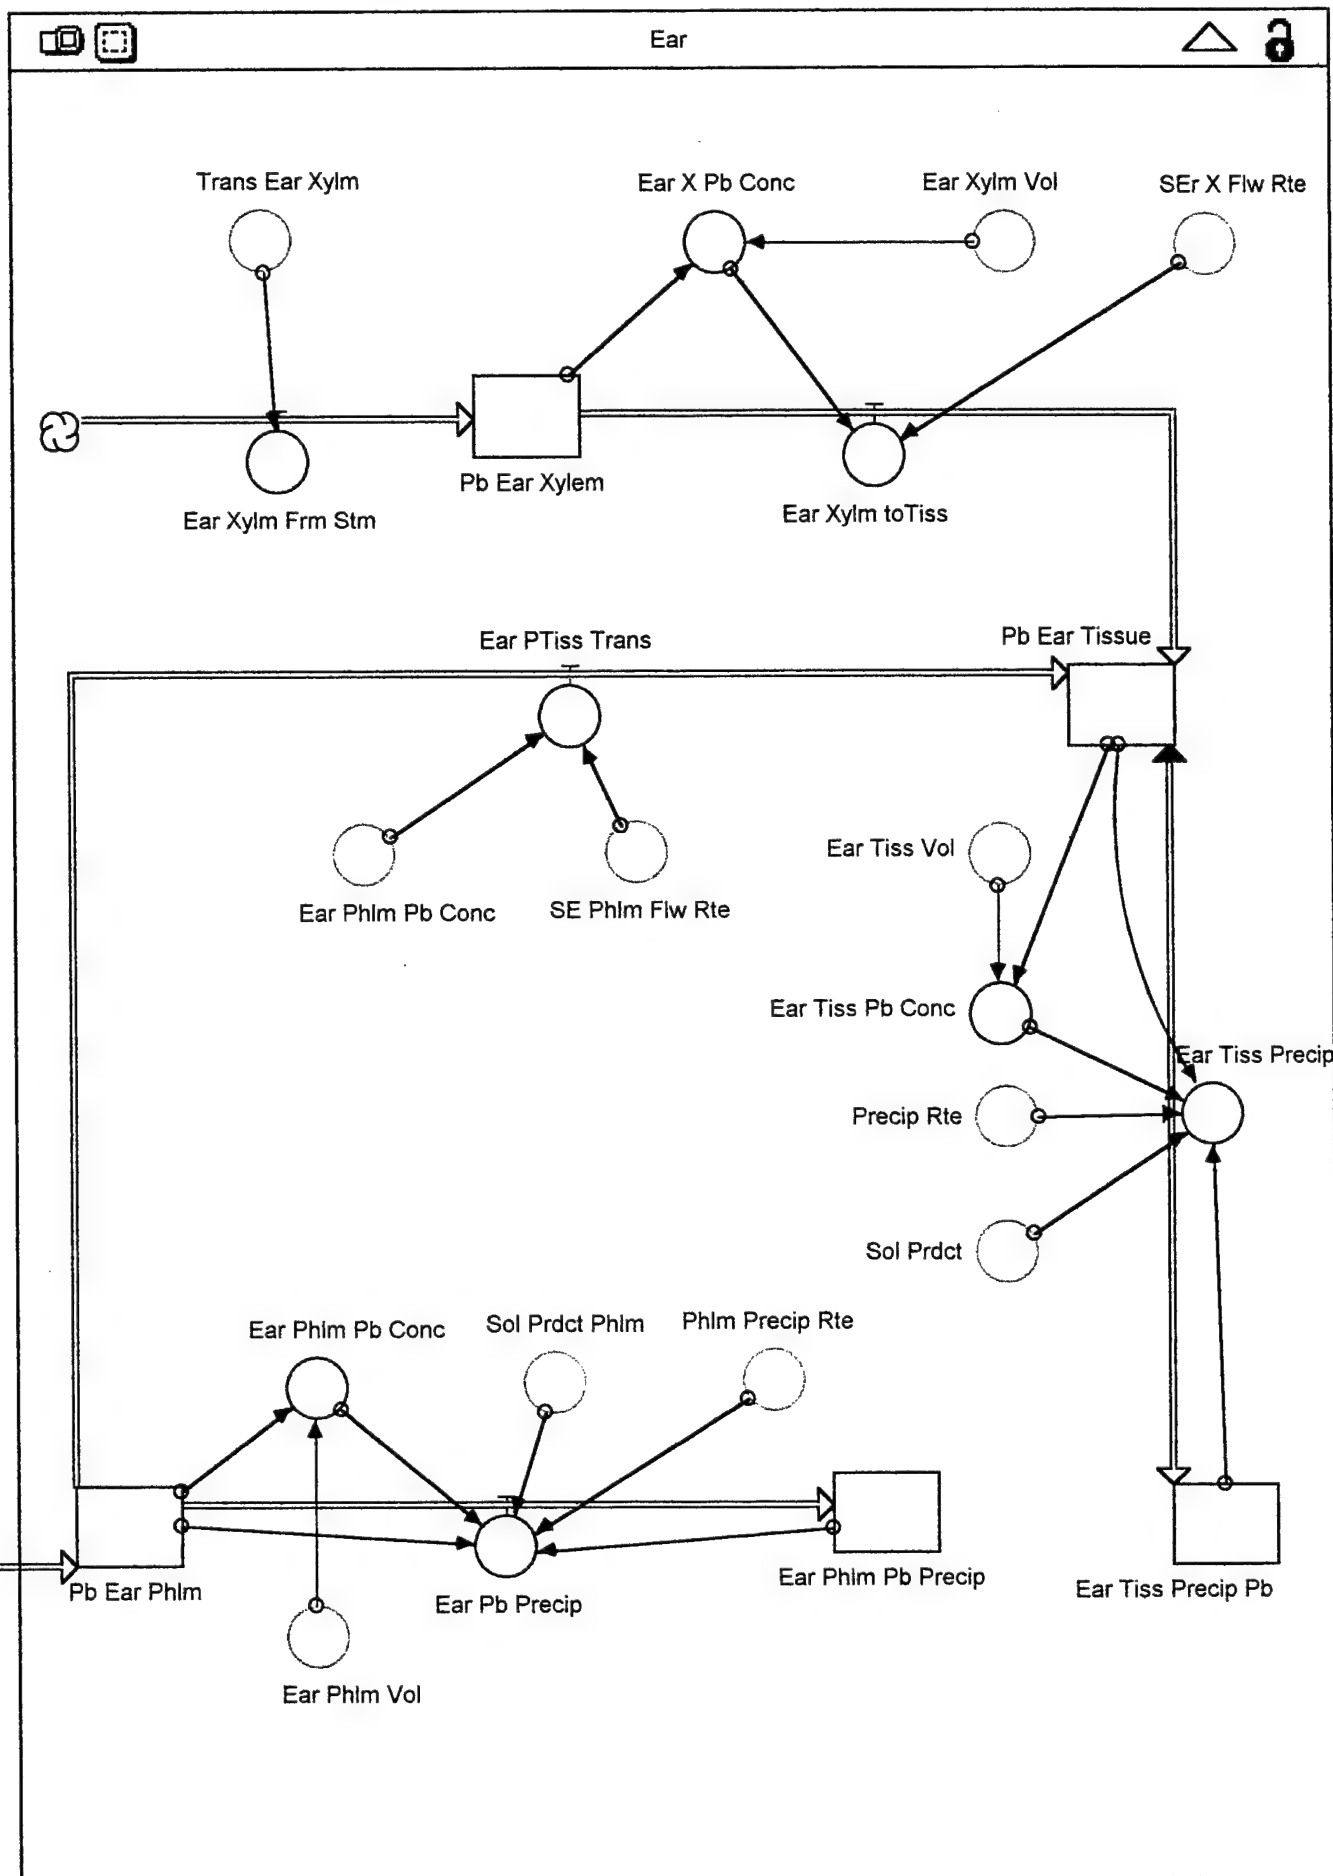 Ear
Trans Ear Xylm
Ear X Pb Conc
Ear Xylm Vol
SEr X Flw Rte
Pb Ear Xylem
Ear Xylm Frm Stm
Ear Xylm toTiss
Ear PTiss Trans
Pb Ear Tissue
Ear Tiss Vol
Ear Phlm Pb Conc
SE Phlm Flw Rte
Ear Tiss Pb Conc
Ear Tiss Precip
Precip Rte
Sol Prdct
Ear Phlm Pb Conc
Sol Prdct Phlm
Phlm Precip Rte
Pb Ear Phlm
Ear Pb Precip
Ear Phlm Pb Precip
Ear Tiss Precip Pb
Ear Phlm Vol